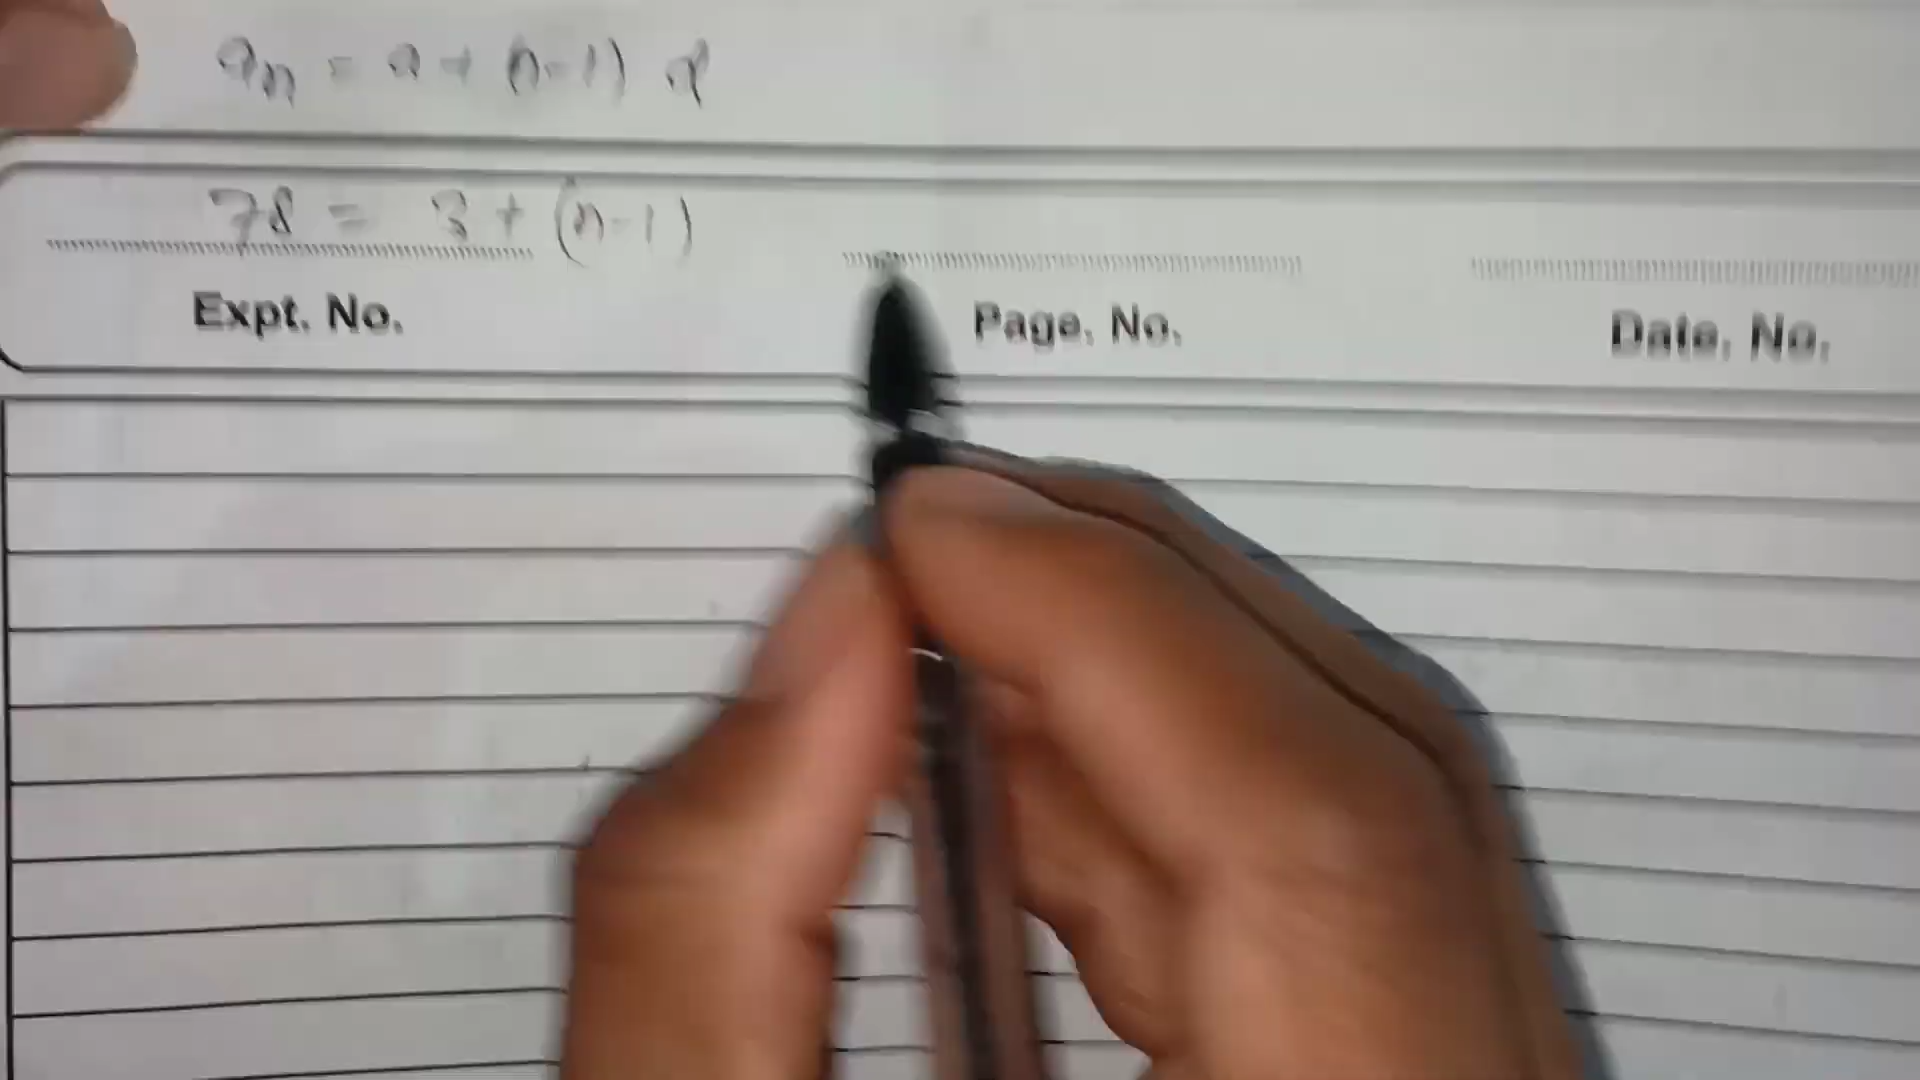 an = a + (n-1) d
78 = 3 + (n-1)
Expt. No.
Page. No.
Date. No.